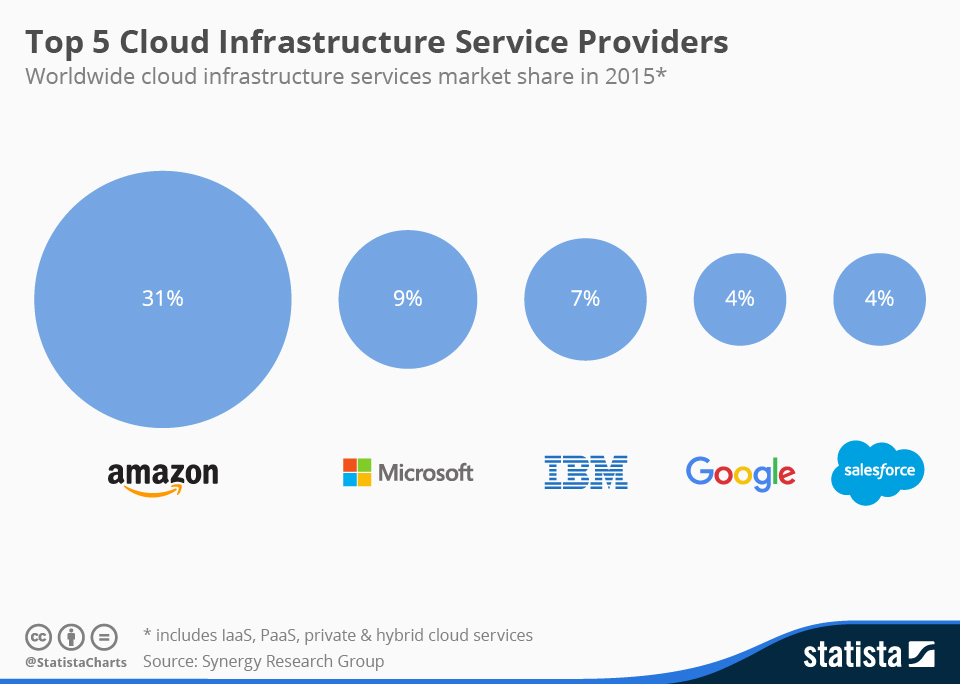 Top 5 Cloud Infrastructure Service Providers
Worldwide cloud infrastructure services market share in 2015*
31%
9%
7%
4%
4%
amazon
Microsoft
IBM
Google
salesforce
cc
@StatistaCharts
* includes IaaS, PaaS, private & hybrid cloud services
Source: Synergy Research Group
statista